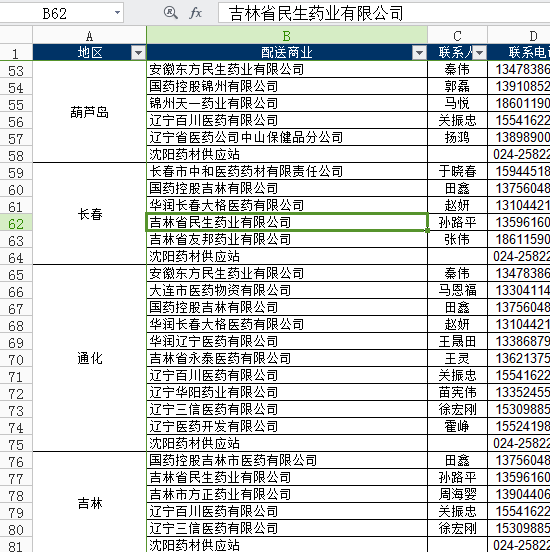 B62 fx 吉林省民生药业有限公司
A B C D
1 地区 配送商业 联系人 联系电话
53 安徽东方民生药业有限公司 秦伟 13478386
54 国药控股锦州有限公司 郭磊 13910852
55 锦州天一药业有限公司 马悦 18601190
56 葫芦岛 辽宁百川医药有限公司 关振忠 15541622
57 辽宁省医药公司中山保健品分公司 扬鸿 13898900
58 沈阳药材供应站 024-25822
59 长春市中和医药药材有限责任公司 于晓春 15944518
60 国药控股吉林有限公司 田鑫 13756048
61 华润长春大格医药有限公司 赵妍 13104421
62 长春 吉林省民生药业有限公司 孙路平 13596160
63 吉林省友邦药业有限公司 张伟 18611590
64 沈阳药材供应站 024-25822
65 安徽东方民生药业有限公司 秦伟 13478386
66 大连市医药物资有限公司 马恩福 13304114
67 国药控股吉林有限公司 田鑫 13756048
68 华润长春大格医药有限公司 赵妍 13104421
69 华润辽宁医药有限公司 王晟田 13386879
70 通化 吉林省永泰医药有限公司 王灵 13621375
71 辽宁百川医药有限公司 关振忠 15541622
72 辽宁华阳药业有限公司 苗宪伟 13352455
73 辽宁三信医药有限公司 徐宏刚 15309885
74 辽宁医药开发有限公司 霍峥 15524198
75 沈阳药材供应站 024-25822
76 国药控股吉林市医药有限公司 田鑫 13756048
77 吉林省民生药业有限公司 孙路平 13596160
78 吉林 吉林市方正药业有限公司 周海婴 13904406
79 辽宁百川医药有限公司 关振忠 15541622
80 辽宁三信医药有限公司 徐宏刚 15309885
81 沈阳药材供应站 024-25822